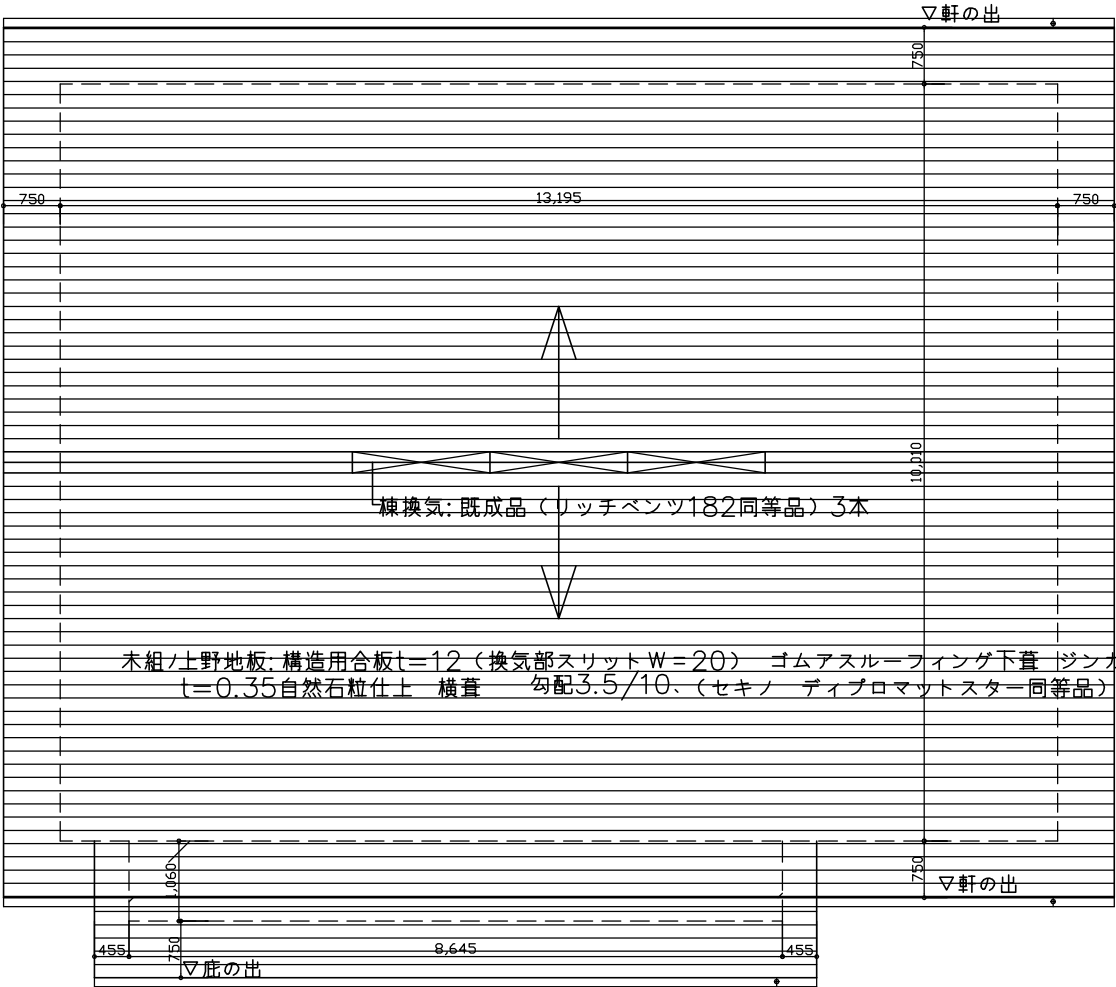 ▽軒の出
750
750
13,195
750
10,010
棟換気:既成品(リッチベンツ182同等品)3本
木組ノ上野地板:構造用合板t=12(換気部スリットW=20) ゴムアスルーフィング下葺 ジンカ
t=0.35自然石粒仕上 横葺 勾配3.5/10、(セキノ ディプロマットスター同等品)
1,060
750
▽軒の出
455
750
8,645
455
▽庇の出